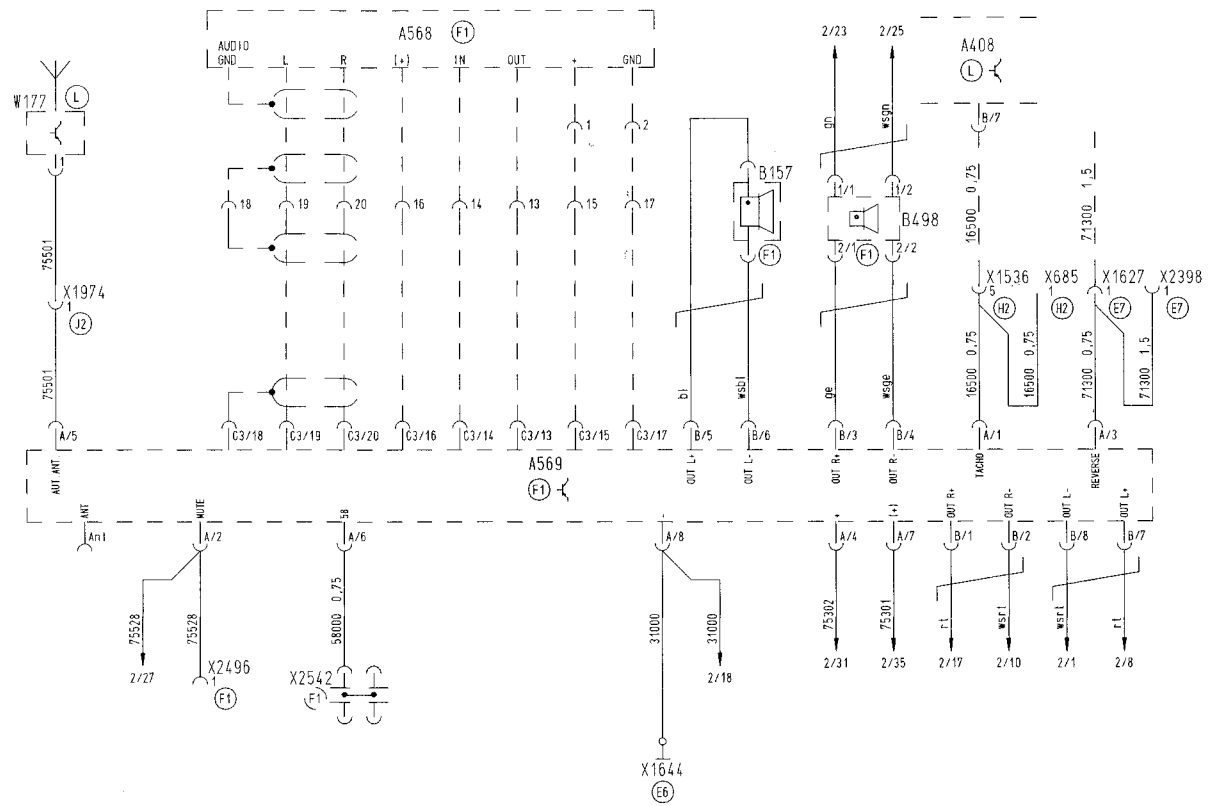 A568 F1
2/23 2/25
A408
L
AUDIO
GND L R (+) IN OUT + GND
W177 L
1
B/7
1 2
gn wsgn
16500 0,75
71300 1,5
B157
F1
1/1 1/2
B498
2/1 F1 2/2
18 19 20 16 14 13 15 17
75501
X1974
1
J2
X1536
5
H2
X685
1
H2
X1627
1
E7
X2398
1
E7
75501
bl wsbl ge wsge
16500 0,75
16500 0,75
71300 0,75
71300 1,5
A/5 C3/18 C3/19 C3/20 C3/16 C3/14 C3/13 C3/15 C3/17 B/5 B/6 B/3 B/4 A/1 A/3
AUT.ANT OUT L+ OUT L- OUT R+ OUT R- TACHO REVERSE
A569
F1
ANT MUTE 58 - + (+) OUT R+ OUT R- OUT L- OUT L+
Ant A/2 A/6 A/8 A/4 A/7 B/1 B/2 B/8 B/7
75528 75528
58000 0,75
31000 31000
75302 75301 rt wsrt wsrt rt
2/27
X2496
1
F1
X2542
F1
2/18
2/31 2/35 2/17 2/10 2/1 2/8
X1644
E6